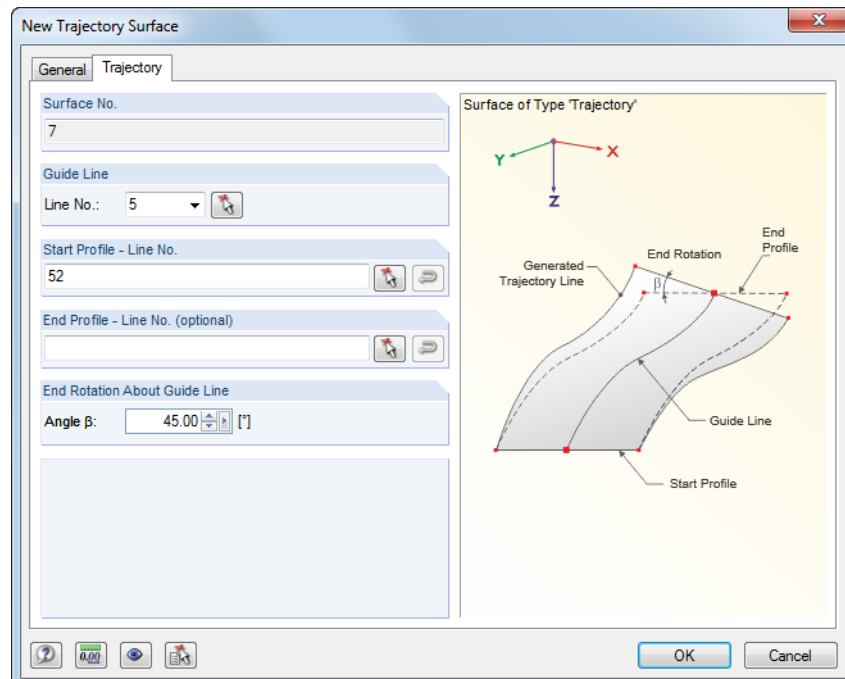 New Trajectory Surface
General
Trajectory
Surface No.
7
Guide Line
Line No.: 5
Start Profile - Line No.
52
End Profile - Line No. (optional)
End Rotation About Guide Line
Angle β: 45.00 [°]
Surface of Type 'Trajectory'
Y
X
Z
End
Profile
End Rotation
Generated
Trajectory Line
β
Guide Line
Start Profile
0.00
OK
Cancel